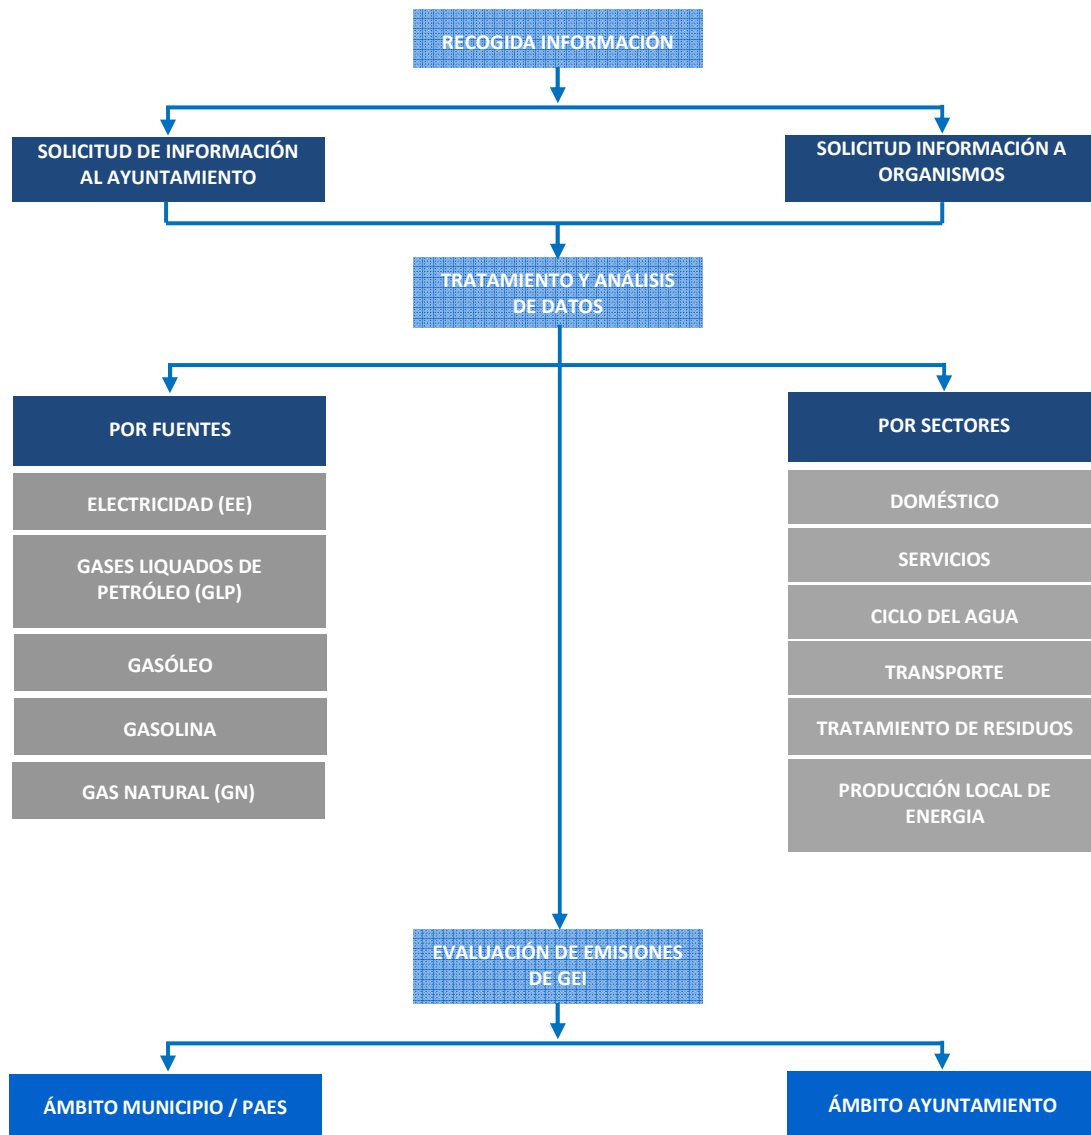 RECOGIDA INFORMACIÓN
SOLICITUD DE INFORMACIÓN
AL AYUNTAMIENTO
SOLICITUD INFORMACIÓN A
ORGANISMOS
TRATAMIENTO Y ANÁLISIS
DE DATOS
POR FUENTES
ELECTRICIDAD (EE)
GASES LIQUADOS DE
PETRÓLEO (GLP)
GASÓLEO
GASOLINA
GAS NATURAL (GN)
POR SECTORES
DOMÉSTICO
SERVICIOS
CICLO DEL AGUA
TRANSPORTE
TRATAMIENTO DE RESIDUOS
PRODUCCIÓN LOCAL DE
ENERGIA
EVALUACIÓN DE EMISIONES
DE GEI
ÁMBITO MUNICIPIO / PAES
ÁMBITO AYUNTAMIENTO